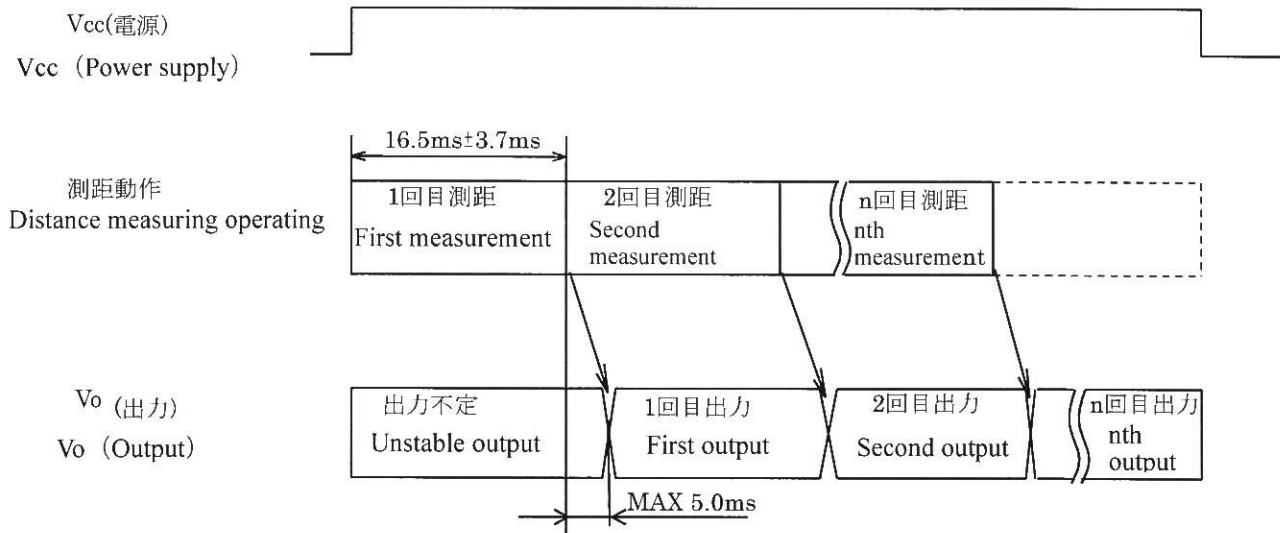 Vcc(電源)
Vcc（Power supply）
16.5ms±3.7ms
測距動作
Distance measuring operating
1回目測距
First measurement
2回目測距
Second
measurement
n回目測距
nth
measurement
Vo (出力)
Vo（Output）
出力不定
Unstable output
1回目出力
First output
2回目出力
Second output
n回目出力
nth
output
MAX 5.0ms